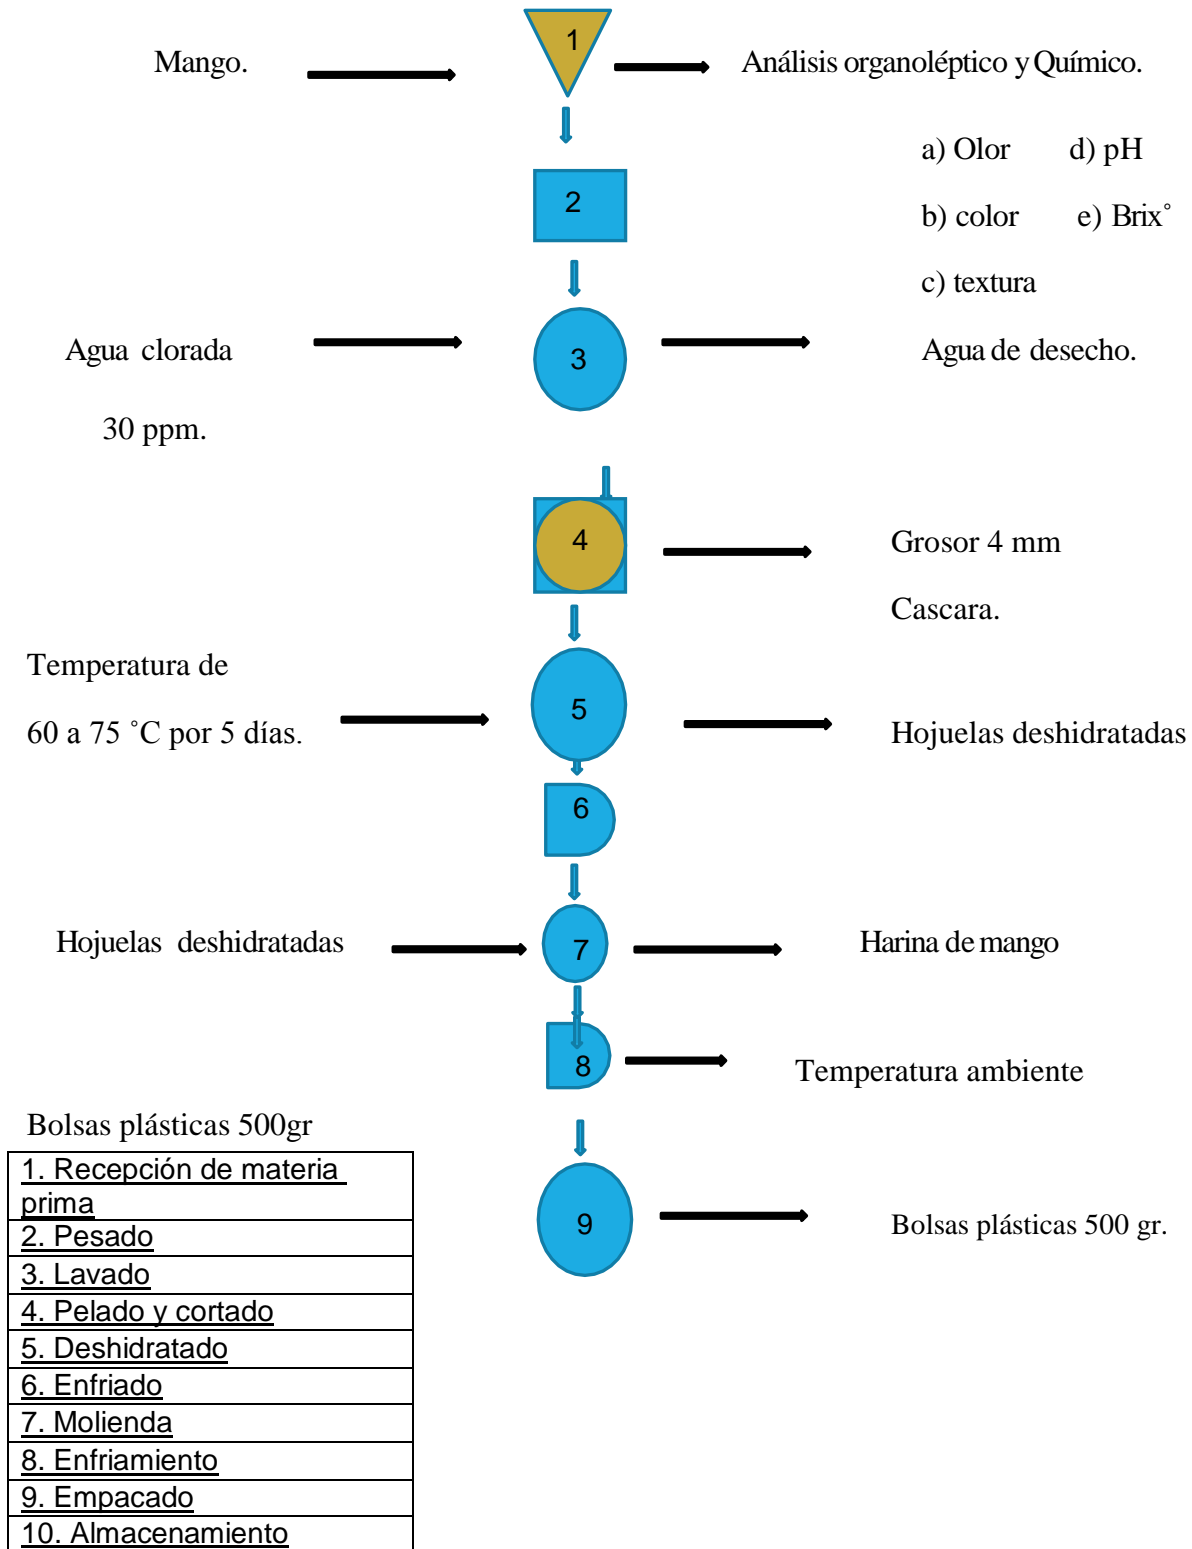 1
Mango.
Análisis organoléptico y Químico.
a) Olor d) pH
2
b) color e) Brix°
c) textura
Agua clorada
3
Agua de desecho.
30 ppm.
4
Grosor 4 mm
Cascara.
Temperatura de
60 a 75 °C por 5 días.
5
Hojuelas deshidratadas
6
Hojuelas deshidratadas
7
Harina de mango
8
Temperatura ambiente
Bolsas plásticas 500gr
9
Bolsas plásticas 500 gr.
1. Recepción de materia
prima
2. Pesado
3. Lavado
4. Pelado y cortado
5. Deshidratado
6. Enfriado
7. Molienda
8. Enfriamiento
9. Empacado
10. Almacenamiento